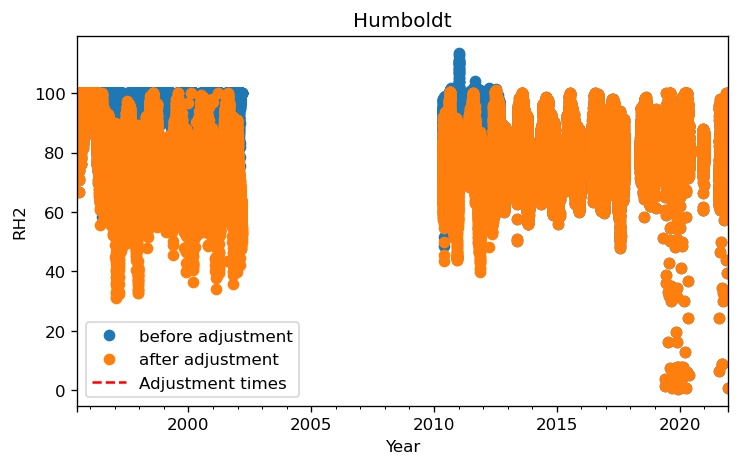 Humboldt
RH2
100
80
60
40
20
0
before adjustment
after adjustment
Adjustment times
2000 2005 2010 2015 2020
Year